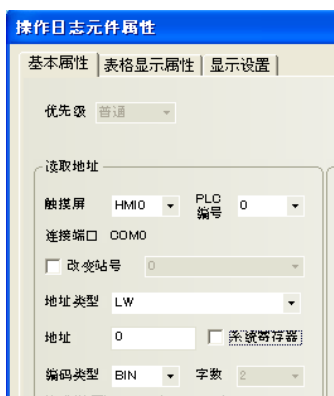 操作日志元件属性
基本属性 表格显示属性 显示设置
优先级 普通
读取地址
触摸屏 HMI0 PLC编号 0
连接端口 COM0
改变站号 0
地址类型 LW
地址 0 系统寄存器
编码类型 BIN 字数 2